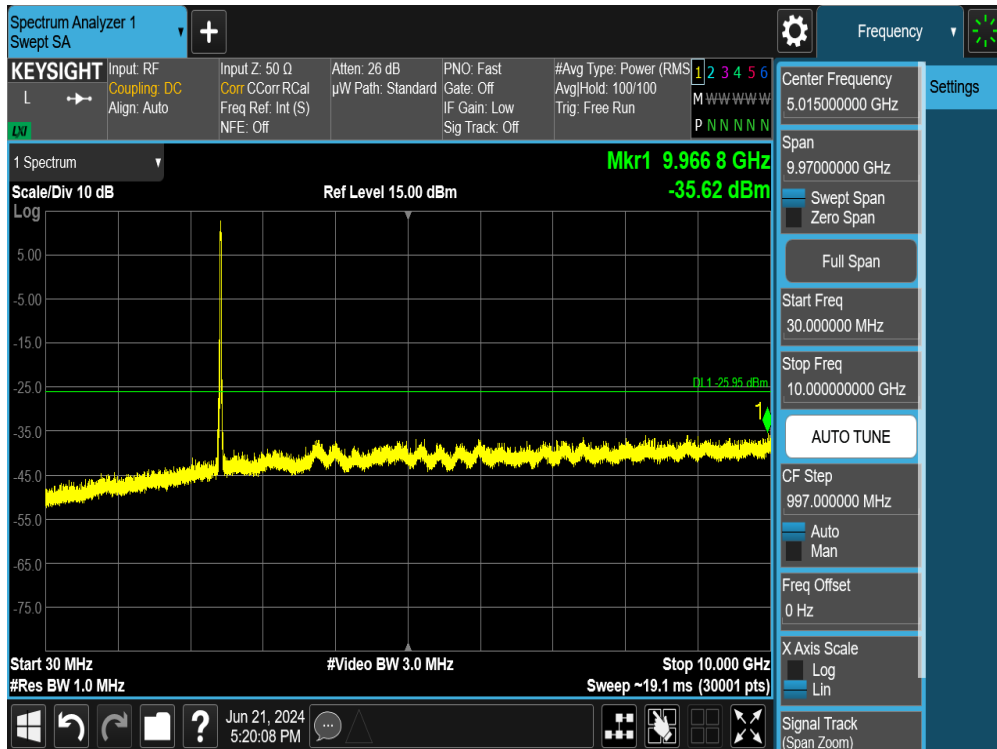 Spectrum Analyzer 1
Swept SA
Frequency
KEYSIGHT
L
LXI
Input: RF
Coupling: DC
Align: Auto
Input Z: 50 Ω
Corr CCorr RCal
Freq Ref: Int (S)
NFE: Off
Atten: 26 dB
µW Path: Standard
PNO: Fast
Gate: Off
IF Gain: Low
Sig Track: Off
#Avg Type: Power (RMS
Avg|Hold: 100/100
Trig: Free Run
1 2 3 4 5 6
M W W W W W
P N N N N N
Settings
1 Spectrum
Mkr1 9.966 8 GHz
Scale/Div 10 dB
Ref Level 15.00 dBm
-35.62 dBm
Log
5.00
-5.00
-15.0
-25.0
-35.0
-45.0
-55.0
-65.0
-75.0
DL1 -25.95 dBm
1
Start 30 MHz
#Video BW 3.0 MHz
Stop 10.000 GHz
#Res BW 1.0 MHz
Sweep ~19.1 ms (30001 pts)
Center Frequency
5.015000000 GHz
Span
9.97000000 GHz
Swept Span
Zero Span
Full Span
Start Freq
30.000000 MHz
Stop Freq
10.000000000 GHz
AUTO TUNE
CF Step
997.000000 MHz
Auto
Man
Freq Offset
0 Hz
X Axis Scale
Log
Lin
Signal Track
(Span Zoom)
?
Jun 21, 2024
5:20:08 PM